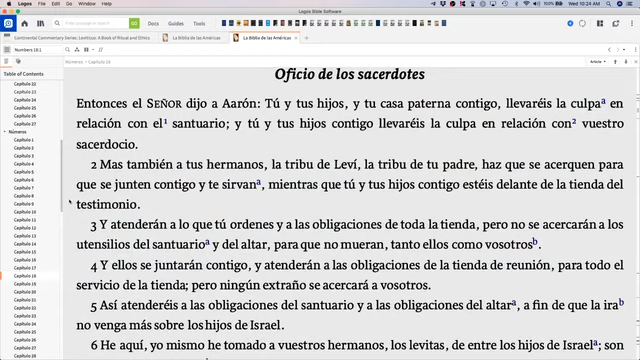 Logos File Edit View Window Help
100%
Wed 10:24 AM
Logos Bible Software
GO
Docs
Tools
Continental Commentary Series: Leviticus: A Book of Ritual and Ethics
La Biblia de las Américas
La Biblia de las Américas
Numbers 18:1
Article
Table of Contents
Números > Capítulo 18
Capítulo 22
Capítulo 23
Capítulo 24
Capítulo 25
Capítulo 26
Capítulo 27
Números
Capítulo 1
Capítulo 2
Capítulo 3
Capítulo 4
Capítulo 5
Capítulo 6
Capítulo 7
Capítulo 8
Capítulo 9
Capítulo 10
Capítulo 11
Capítulo 12
Capítulo 13
Capítulo 14
Capítulo 15
Capítulo 16
Capítulo 17
Capítulo 18
Capítulo 19
Capítulo 20
Capítulo 21
Capítulo 22
Capítulo 23
Capítulo 24
Capítulo 25
Capítulo 26
Oficio de los sacerdotes
Entonces el SEÑOR dijo a Aarón: Tú y tus hijos, y tu casa paterna contigo, llevaréis la culpaa en
relación con el1 santuario; y tú y tus hijos contigo llevaréis la culpa en relación con2 vuestro
sacerdocio.
2 Mas también a tus hermanos, la tribu de Leví, la tribu de tu padre, haz que se acerquen para
que se junten contigo y te sirvana, mientras que tú y tus hijos contigo estéis delante de la tienda del
testimonio.
3 Y atenderán a lo que tú ordenes y a las obligaciones de toda la tienda, pero no se acercarán a los
utensilios del santuarioa y del altar, para que no mueran, tanto ellos como vosotrosb.
4 Y ellos se juntarán contigo, y atenderán a las obligaciones de la tienda de reunión, para todo el
servicio de la tienda; pero ningún extraño se acercará a vosotros.
5 Así atenderéis a las obligaciones del santuario y a las obligaciones del altara, a fin de que la irab
no venga más sobre los hijos de Israel.
6 He aquí, yo mismo he tomado a vuestros hermanos, los levitas, de entre los hijos de Israela; son